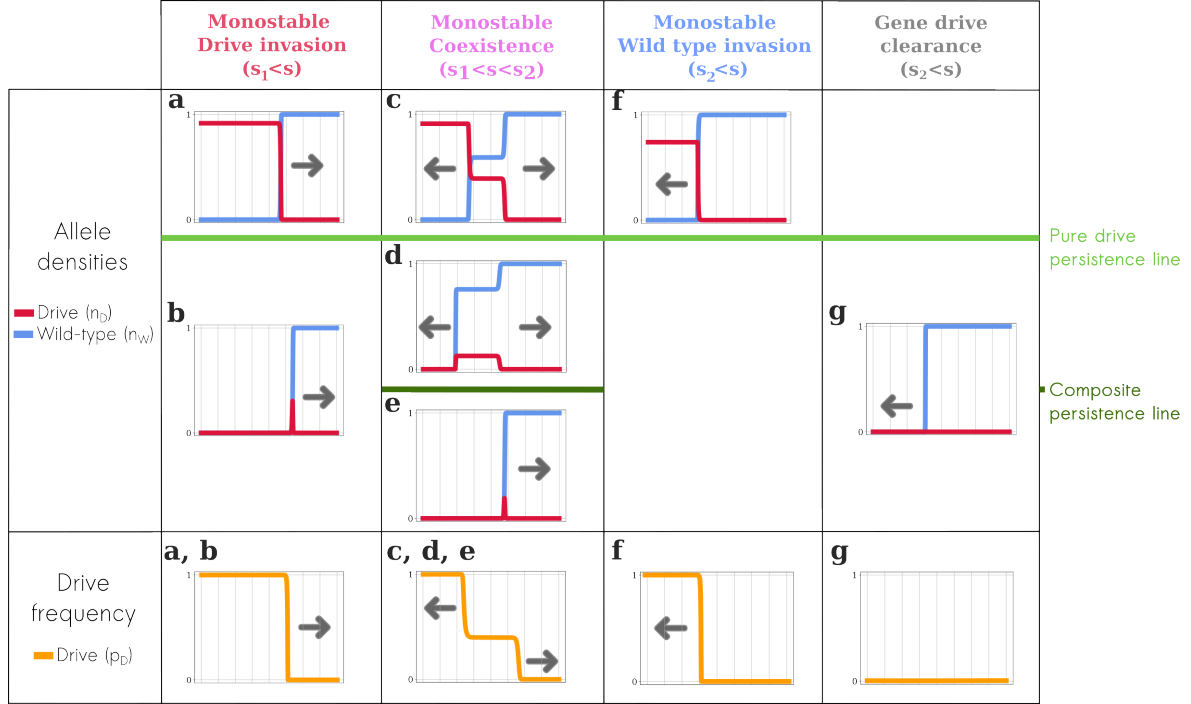 Monostable
Drive invasion
(s1<s)
Monostable
Coexistence
(s1<s<s2)
Monostable
Wild type invasion
(s2<s)
Gene drive
clearance
(s2<s)
Allele
densities
Drive (nD)
Wild-type (nW)
a
1
0
c
1
0
f
1
0
Pure drive
persistence line
b
1
0
d
1
0
g
1
0
Composite
persistence line
e
1
0
Drive
frequency
Drive (pD)
a, b
1
0
c, d, e
1
0
f
1
0
g
1
0